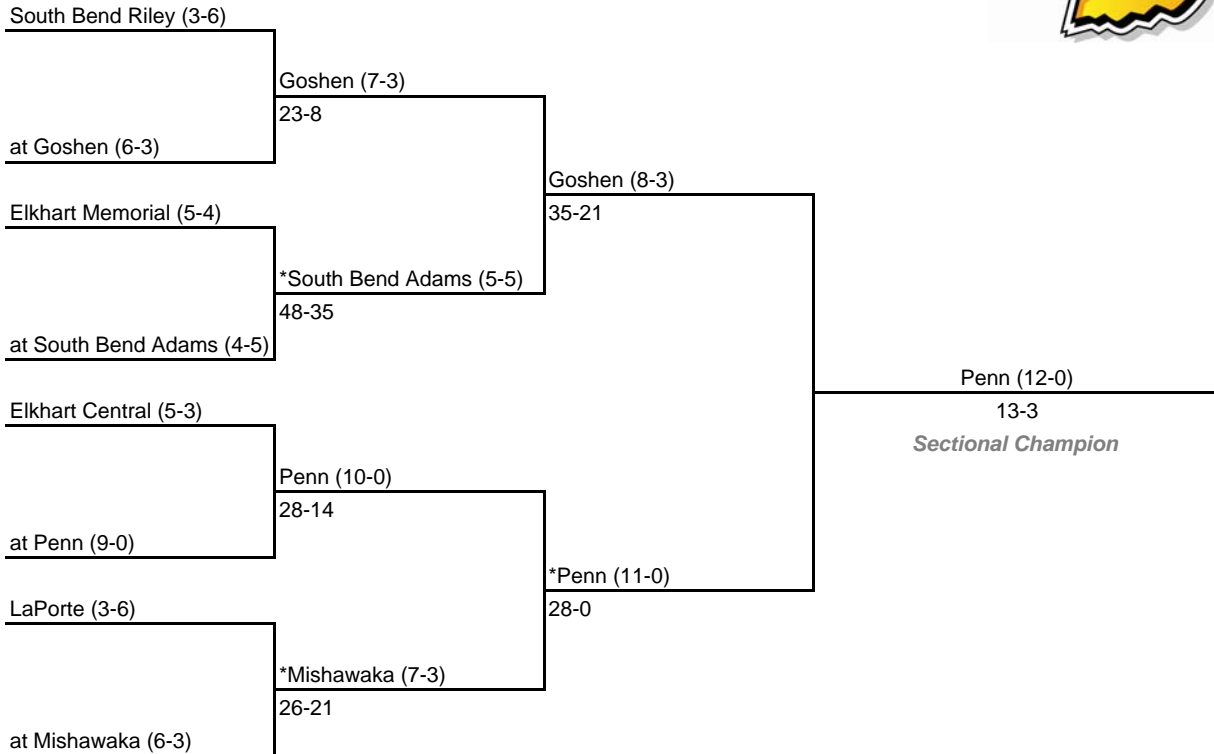 South Bend Riley (3-6)
Goshen (7-3)
23-8
at Goshen (6-3)
Goshen (8-3)
35-21
Elkhart Memorial (5-4)
*South Bend Adams (5-5)
48-35
at South Bend Adams (4-5)
Penn (12-0)
13-3
Sectional Champion
Elkhart Central (5-3)
Penn (10-0)
28-14
at Penn (9-0)
*Penn (11-0)
28-0
LaPorte (3-6)
*Mishawaka (7-3)
26-21
at Mishawaka (6-3)